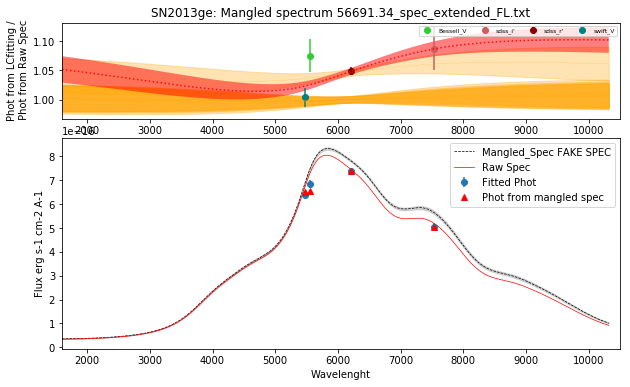 SN2013ge: Mangled spectrum 56691.34_spec_extended_FL.txt
Phot from LCfitting /
Phot from Raw Spec
1.10
1.05
1.00
Bessell_V
sdss_i'
sdss_r'
swift_V
2000 3000 4000 5000 6000 7000 8000 9000 10000
1e−16
Flux erg s-1 cm-2 A-1
8
7
6
5
4
3
2
1
0
Mangled_Spec FAKE SPEC
Raw Spec
Fitted Phot
Phot from mangled spec
2000 3000 4000 5000 6000 7000 8000 9000 10000
Wavelenght